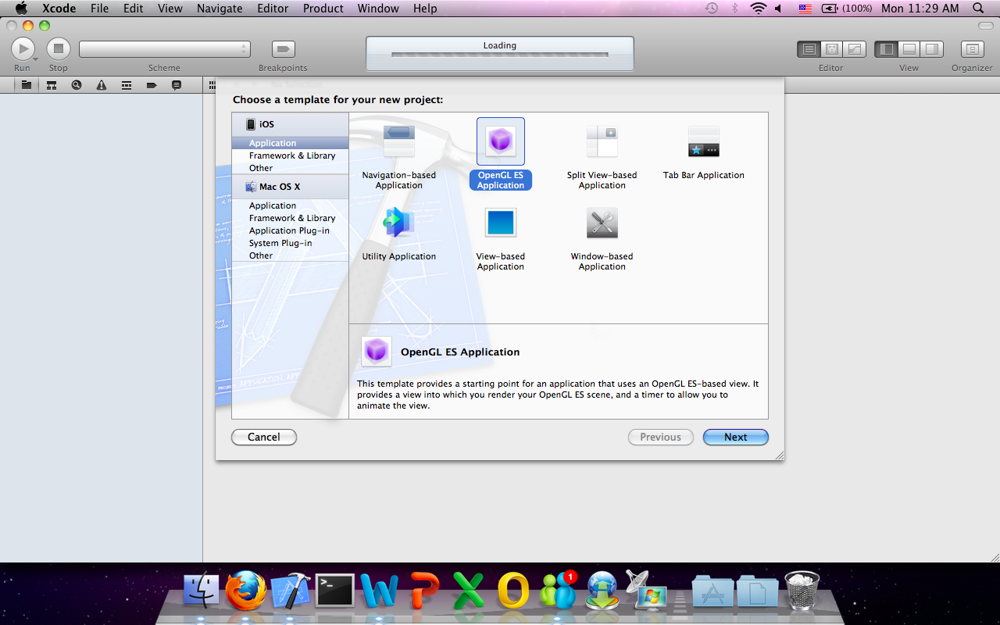 Xcode File Edit View Navigate Editor Product Window Help (100%) Mon 11:29 AM
Loading
Run Stop Scheme Breakpoints Editor View Organizer
Choose a template for your new project:
iOS
Application
Framework & Library
Other
Mac OS X
Application
Framework & Library
Application Plug-in
System Plug-in
Other
Navigation-based
Application
OpenGL ES
Application
Split View-based
Application
Tab Bar Application
Utility Application
View-based
Application
Window-based
Application
OpenGL ES Application
This template provides a starting point for an application that uses an OpenGL ES-based view. It
provides a view into which you render your OpenGL ES scene, and a timer to allow you to
animate the view.
Cancel Previous Next
1